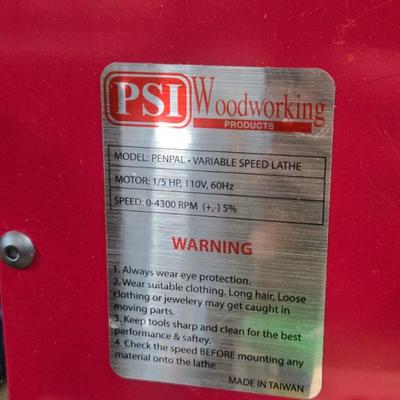 PSI Woodworking
PRODUCTS
MODEL: PENPAL • VARIABLE SPEED LATHE
MOTOR: 1/5 HP, 110V, 60Hz
SPEED: 0-4300 RPM (+,-) 5%
WARNING
1. Always wear eye protection.
2. Wear suitable clothing. Long hair, Loose
clothing or jewelery may get caught in
moving parts.
3. Keep tools sharp and clean for the best
performance & saftey.
4. Check the speed BEFORE mounting any
material onto the lathe
MADE IN TAIWAN